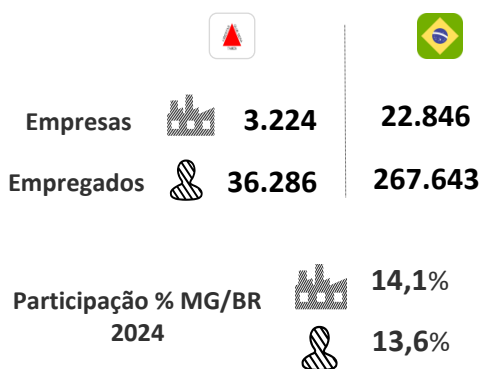 Empresas 3.224 22.846
Empregados 36.286 267.643
Participação % MG/BR
2024
14,1%
13,6%